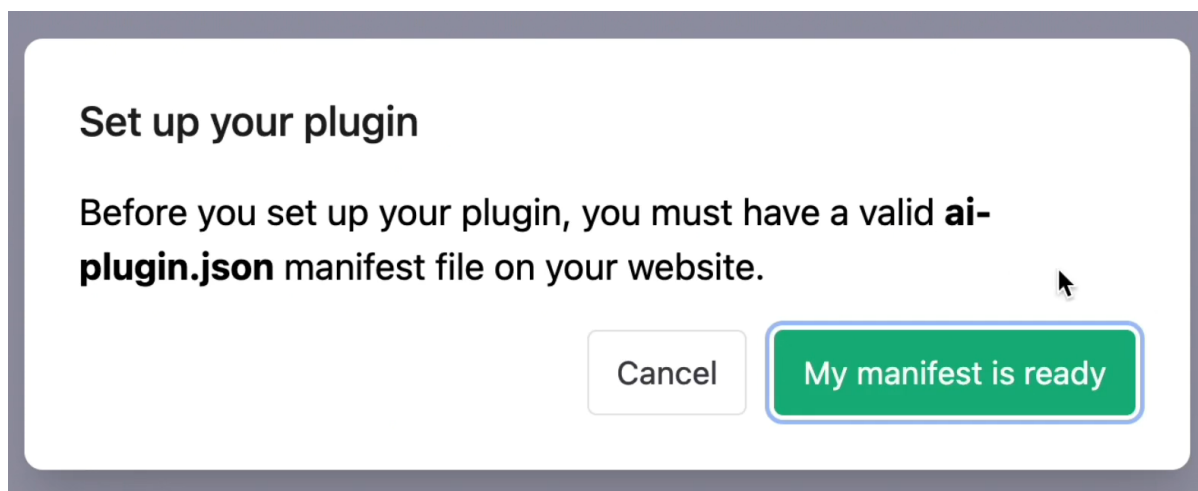 Set up your plugin
Before you set up your plugin, you must have a valid ai-
plugin.json manifest file on your website.
Cancel
My manifest is ready